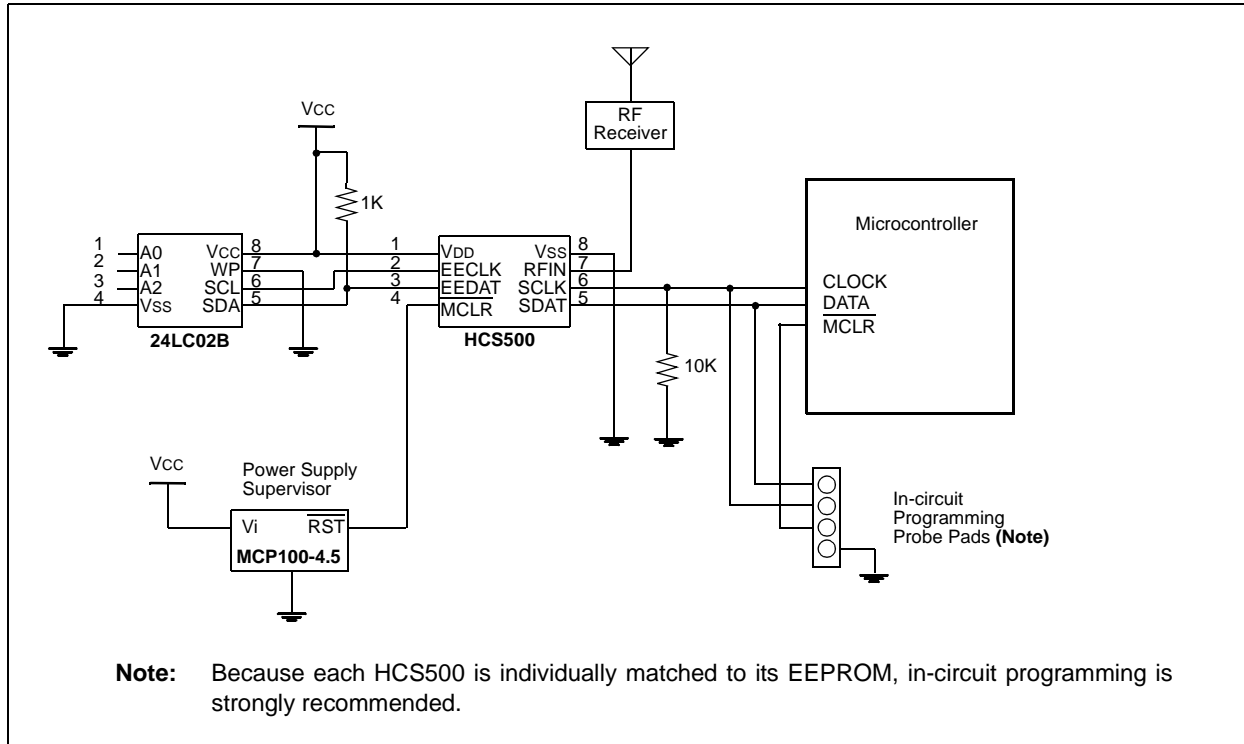 RF
Receiver
VCC
1K
Microcontroller
1
2
3
4
A0
A1
A2
VSS
VCC
WP
SCL
SDA
8
7
6
5
24LC02B
1
2
3
4
VDD
EECLK
EEDAT
MCLR
VSS
RFIN
SCLK
SDAT
8
7
6
5
HCS500
CLOCK
DATA
MCLR
10K
VCC
Power Supply
Supervisor
Vi
RST
MCP100-4.5
In-circuit
Programming
Probe Pads (Note)
Note: Because each HCS500 is individually matched to its EEPROM, in-circuit programming is
strongly recommended.